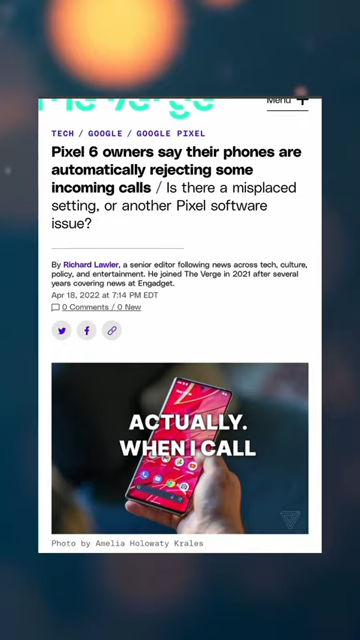 The Verge
Menu +
TECH / GOOGLE / GOOGLE PIXEL
Pixel 6 owners say their phones are
automatically rejecting some
incoming calls / Is there a misplaced
setting, or another Pixel software
issue?
By Richard Lawler, a senior editor following news across tech, culture,
policy, and entertainment. He joined The Verge in 2021 after several
years covering news at Engadget.
Apr 18, 2022 at 7:14 PM EDT
0 Comments / 0 New
ACTUALLY.
WHEN I CALL
Photo by Amelia Holowaty Krales